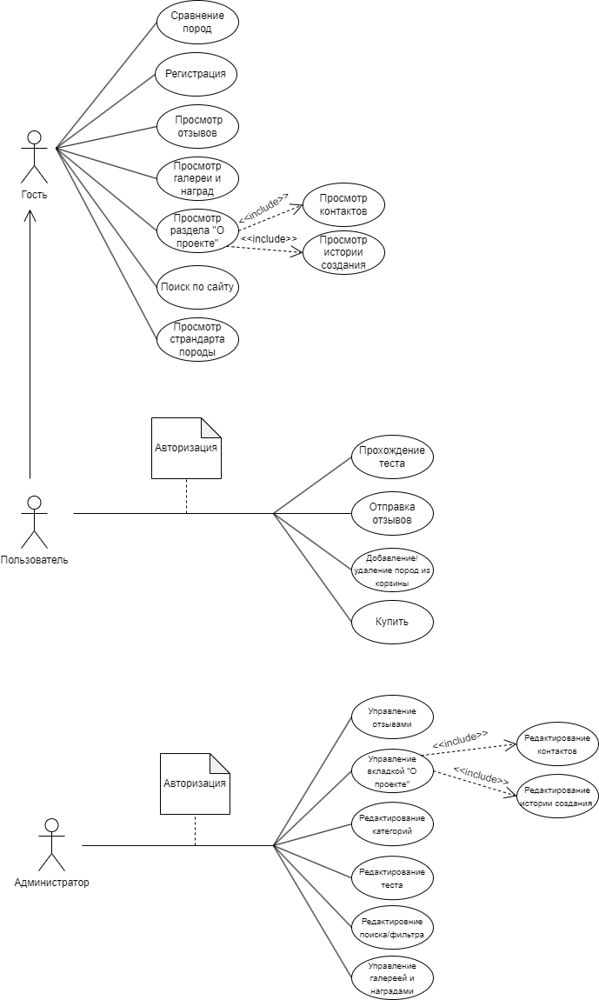 Сравнение
пород
Регистрация
Просмотр
отзывов
Гость
Просмотр
галереи и
наград
Просмотр
раздела "О
проекте"
<<include>>
Просмотр
контактов
<<include>>
Просмотр
истории
создания
Поиск по сайту
Просмотр
страндарта
породы
Авторизация
Прохождение
теста
Пользователь
Отправка
отзывов
Добавление/
удаление пород из
корзины
Купить
Управление
отзывами
Авторизация
Управление
вкладкой "О
проекте"
<<include>>
Редактирование
контактов
<<include>>
Редактирование
истории создания
Редактирование
категорий
Администратор
Редактирование
теста
Редактировние
поиска/фильтра
Управление
галереей и
наградами